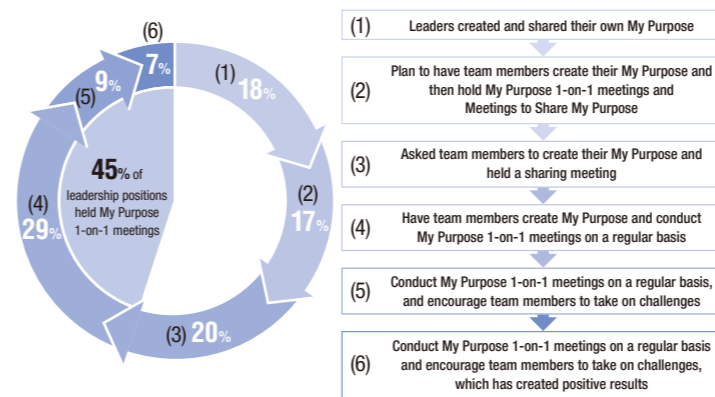 (6)
7%
(1)
18%
(5)
9%
45% of
leadership positions
held My Purpose
1-on-1 meetings
(4)
29%
(2)
17%
(3) 20%
(1) Leaders created and shared their own My Purpose
(2) Plan to have team members create their My Purpose and
then hold My Purpose 1-on-1 meetings and
Meetings to Share My Purpose
(3) Asked team members to create their My Purpose and
held a sharing meeting
(4) Have team members create My Purpose and conduct
My Purpose 1-on-1 meetings on a regular basis
(5) Conduct My Purpose 1-on-1 meetings on a regular basis,
and encourage team members to take on challenges
(6) Conduct My Purpose 1-on-1 meetings on a regular basis
and encourage team members to take on challenges,
which has created positive results